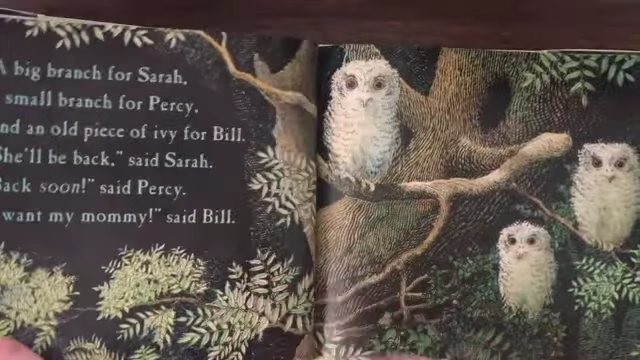 A big branch for Sarah,
small branch for Percy,
and an old piece of ivy for Bill.
She'll be back," said Sarah.
Back soon!" said Percy.
want my mommy!" said Bill.